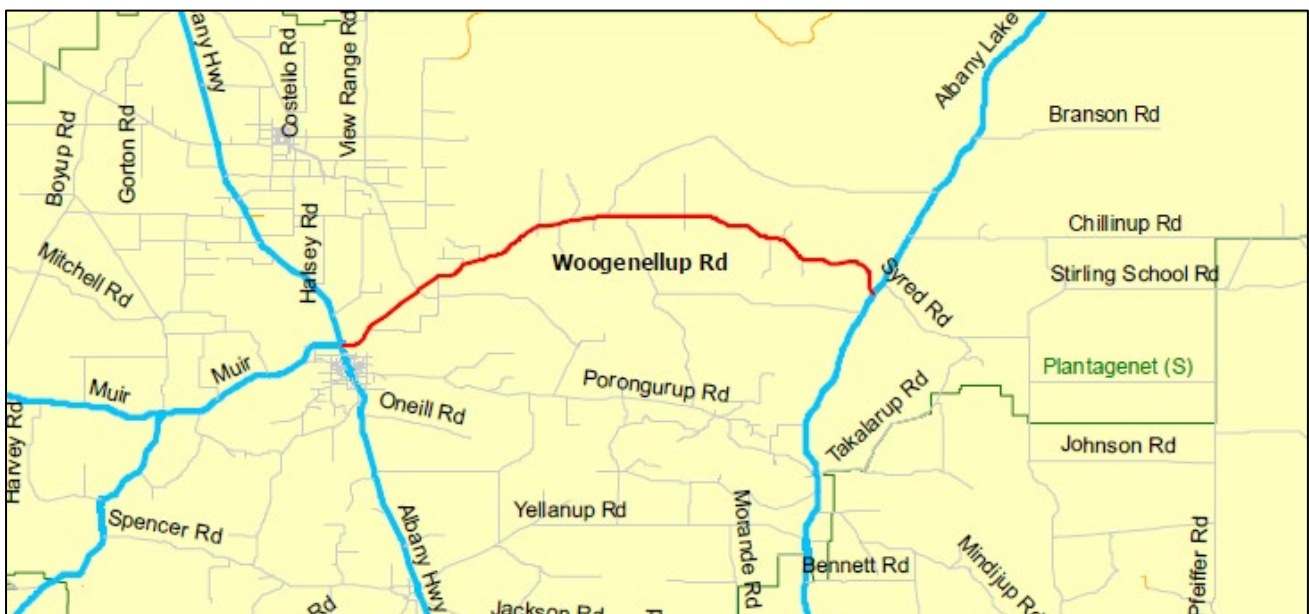 any Hwy
Costello Rd
View Range Rd
Albany Lake
Branson Rd
Boyup Rd
Gorton Rd
Halsey Rd
Chillinup Rd
Woogenellup Rd
Stirling School Rd
Mitchell Rd
Syred Rd
Muir
Muir
Plantagenet (S)
Porongurup Rd
Oneill Rd
Takalarup Rd
Johnson Rd
Harvey Rd
Yellanup Rd
Spencer Rd
Albany Hwy
Morande Rd
Bennett Rd
Mindijup Rd
Pfeiffer Rd
Rd
Jackson Rd